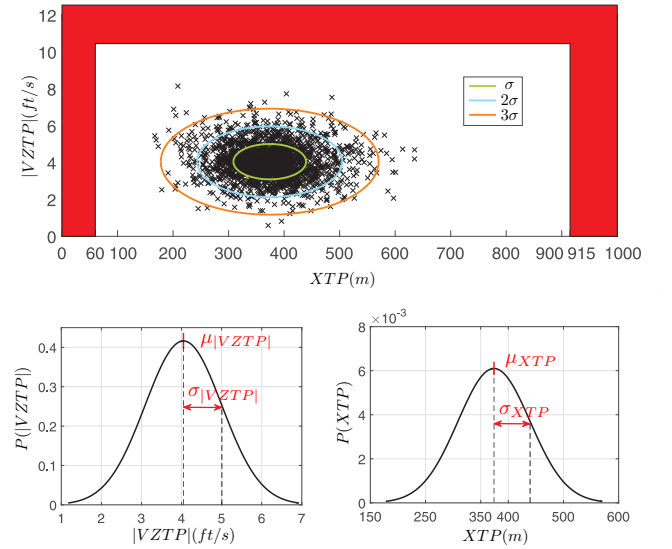 12
10
8
6
4
2
0
|VZTP|(ft/s)
σ
2σ
3σ
0 60 100 200 300 400 500 600 700 800 900 915 1000
XTP(m)
0.4
0.3
0.2
0.1
0
P(|VZTP|)
μ|VZTP|
σ|VZTP|
1 2 3 4 5 6 7
|VZTP|(ft/s)
×10⁻³
8
6
4
2
0
P(XTP)
μXTP
σXTP
150 250 350 374 400 500 600
XTP(m)